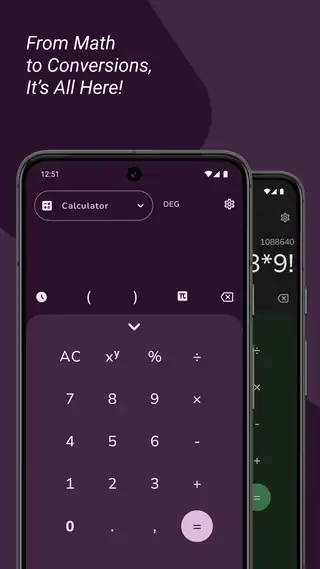 From Math
to Conversions,
It's All Here!
12:51
Calculator
DEG
1088640
3*9!
( ) π
AC xʸ % ÷
÷
7 8 9 ×
×
4 5 6 -
-
1 2 3 +
+
0 . , =
=